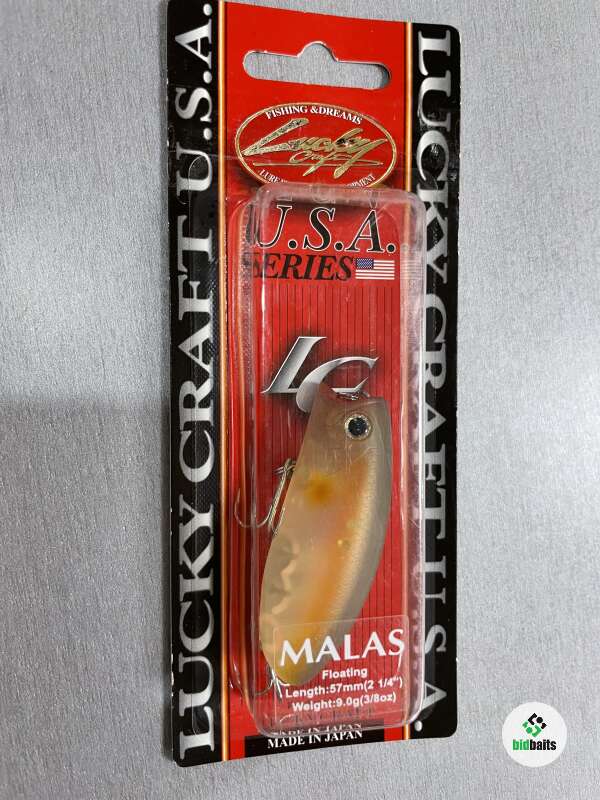 LUCKY CRAFT U.S.A.
FISHING &DREAMS
Lucky
Craft
U.S.A.
SERIES
LC
MALAS
Floating
Length:57mm(2 1/4")
Weight:9.0g(3/8oz)
MADE IN JAPAN
LUCKY CRAFT U.S.A.
bidbaits